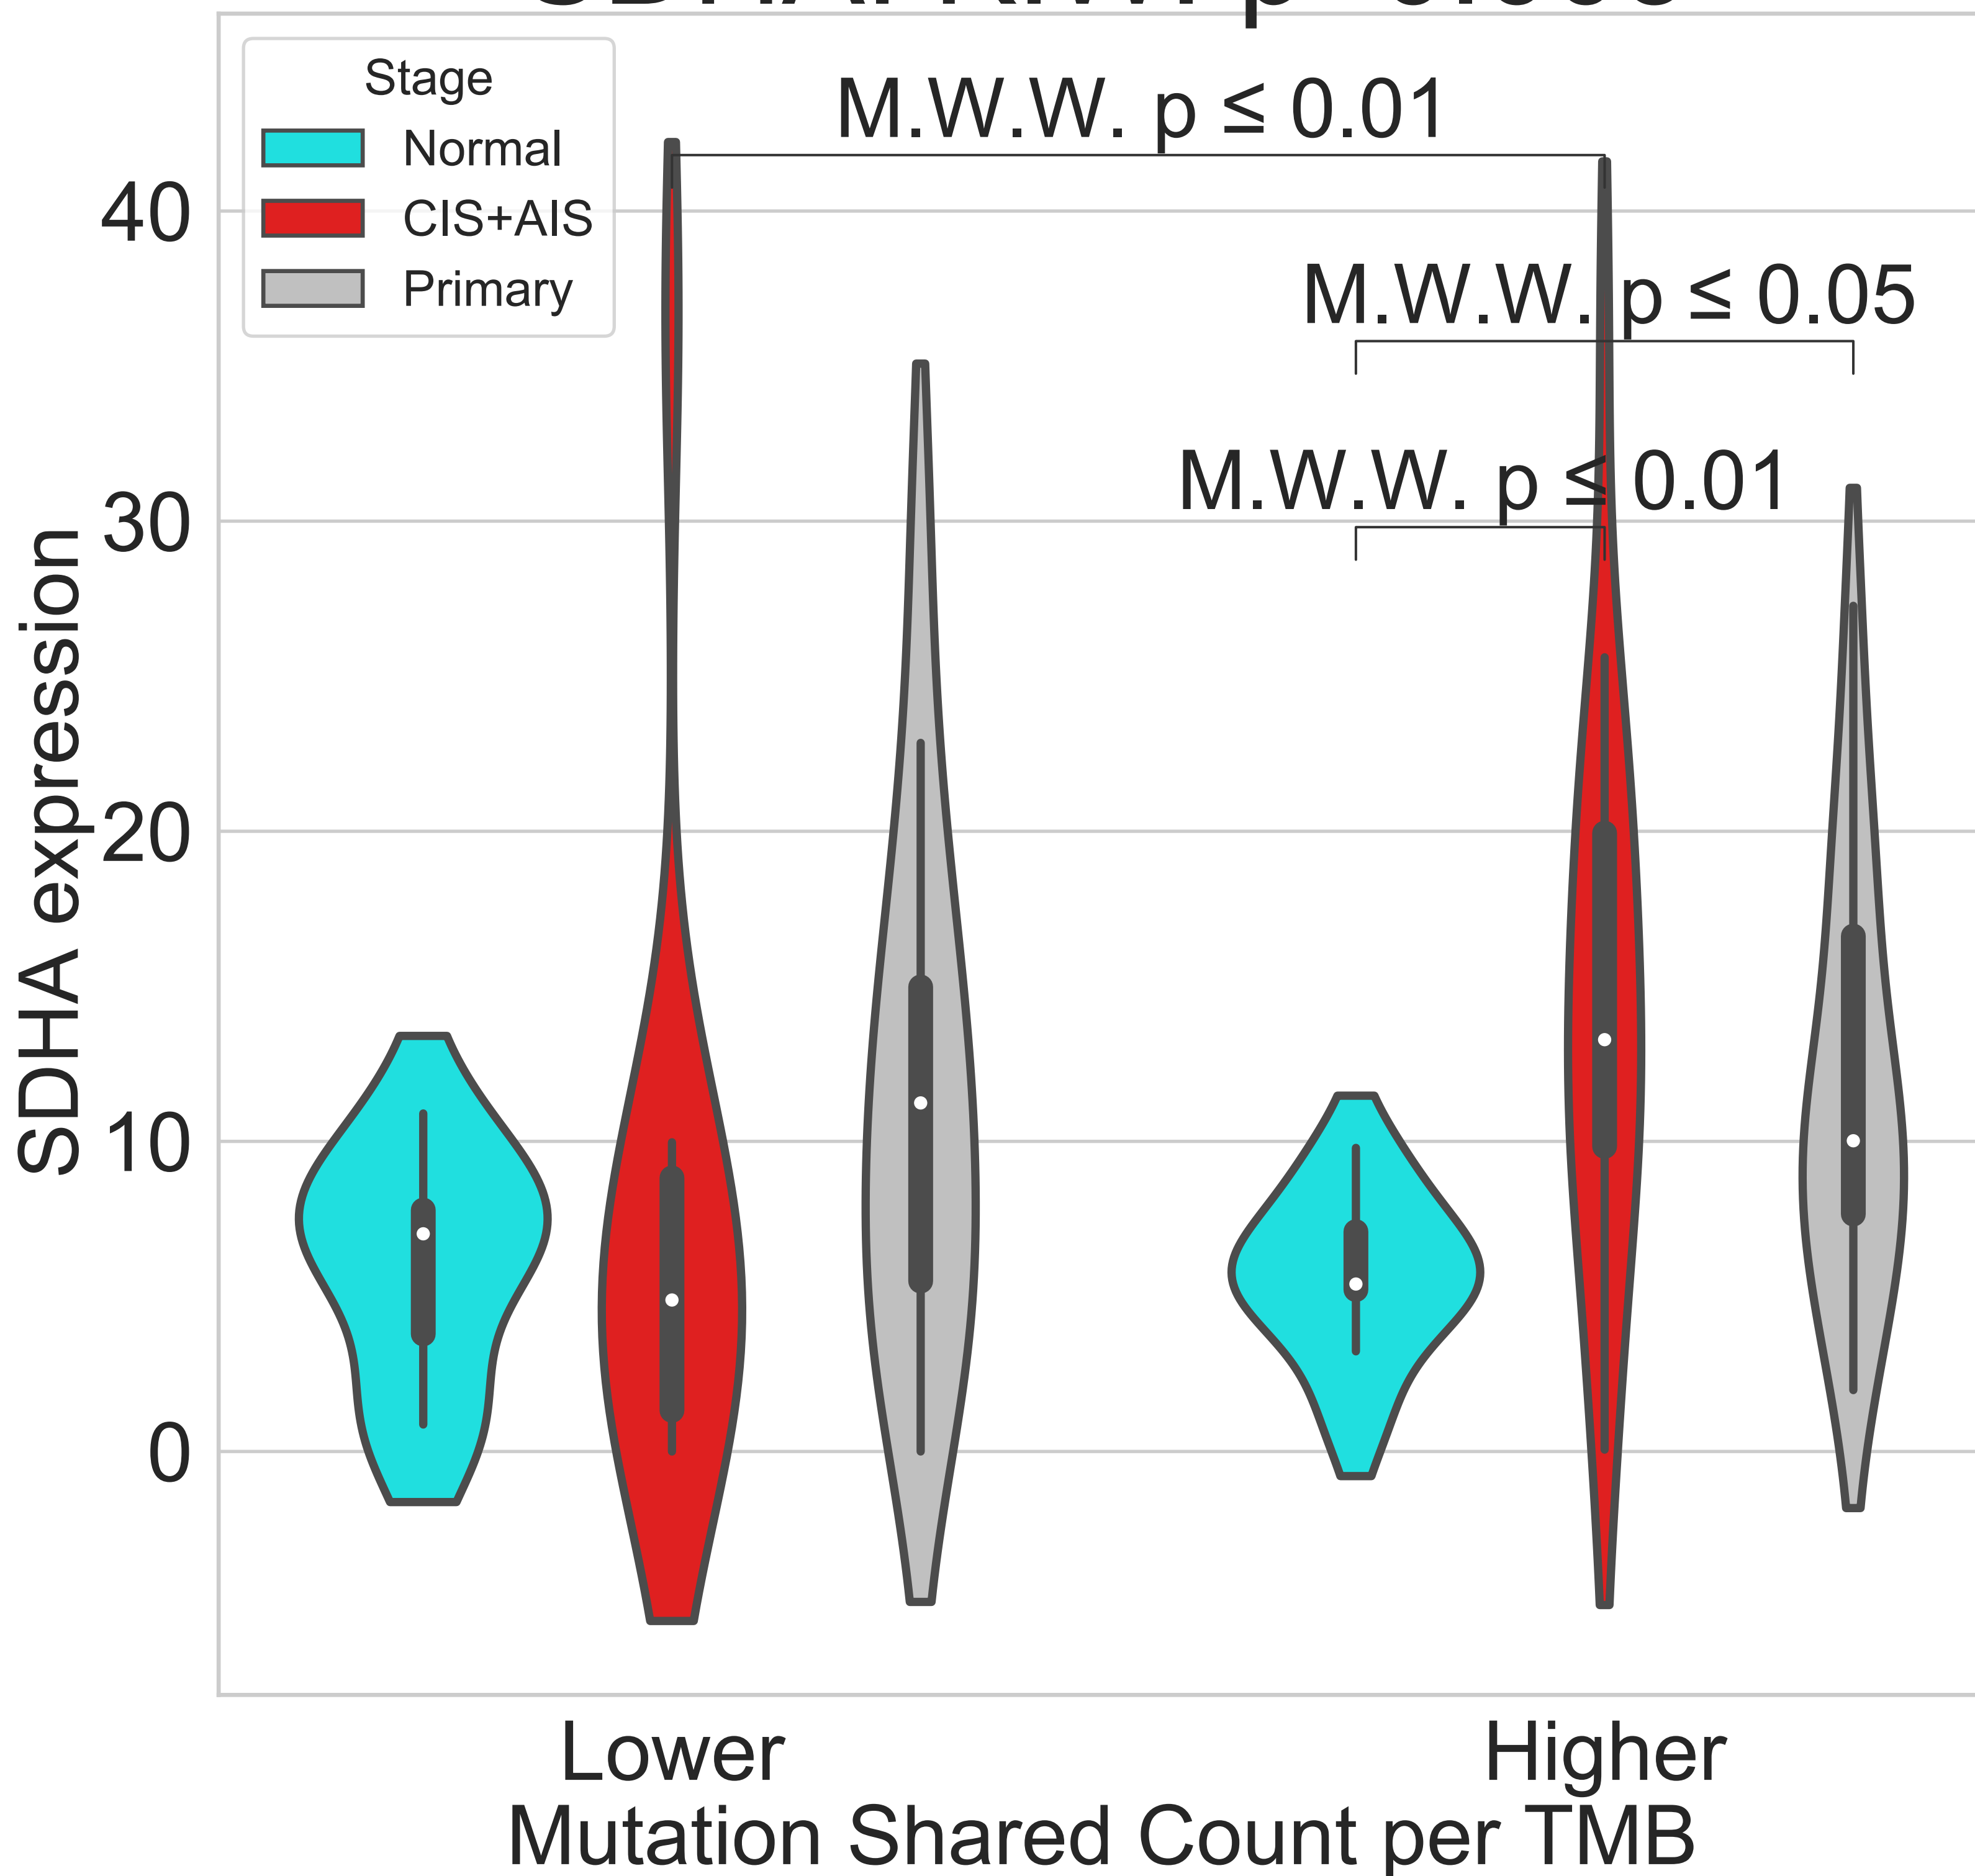 Stage
Normal
CIS+AIS
Primary
M.W.W. p ≤ 0.01
M.W.W. p ≤ 0.05
M.W.W. p ≤ 0.01
40
30
20
10
0
SDHA expression
Lower
Higher
Mutation Shared Count per TMB